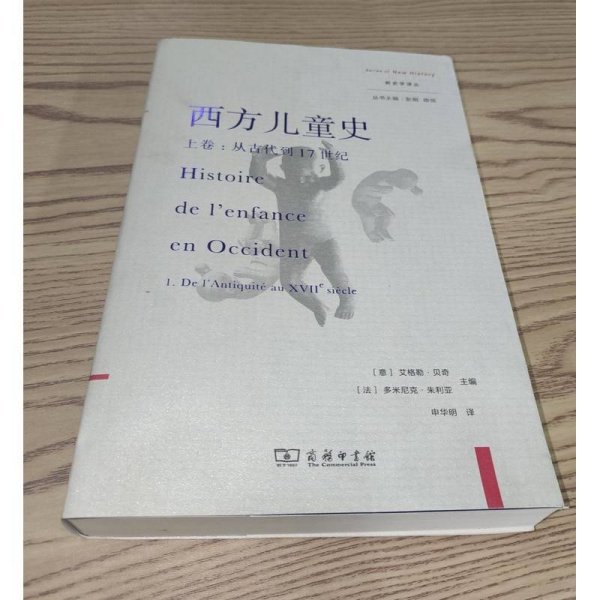 Series of New History
新史学译丛
丛书主编：彭刚 陈恒
西方儿童史
上卷：从古代到17世纪
Histoire
de l'enfance
en Occident
1. De l'Antiquité au XVIIe siècle
［意］艾格勒·贝奇
［法］多米尼克·朱利亚
主编
申华明 译
商务印书馆
The Commercial Press